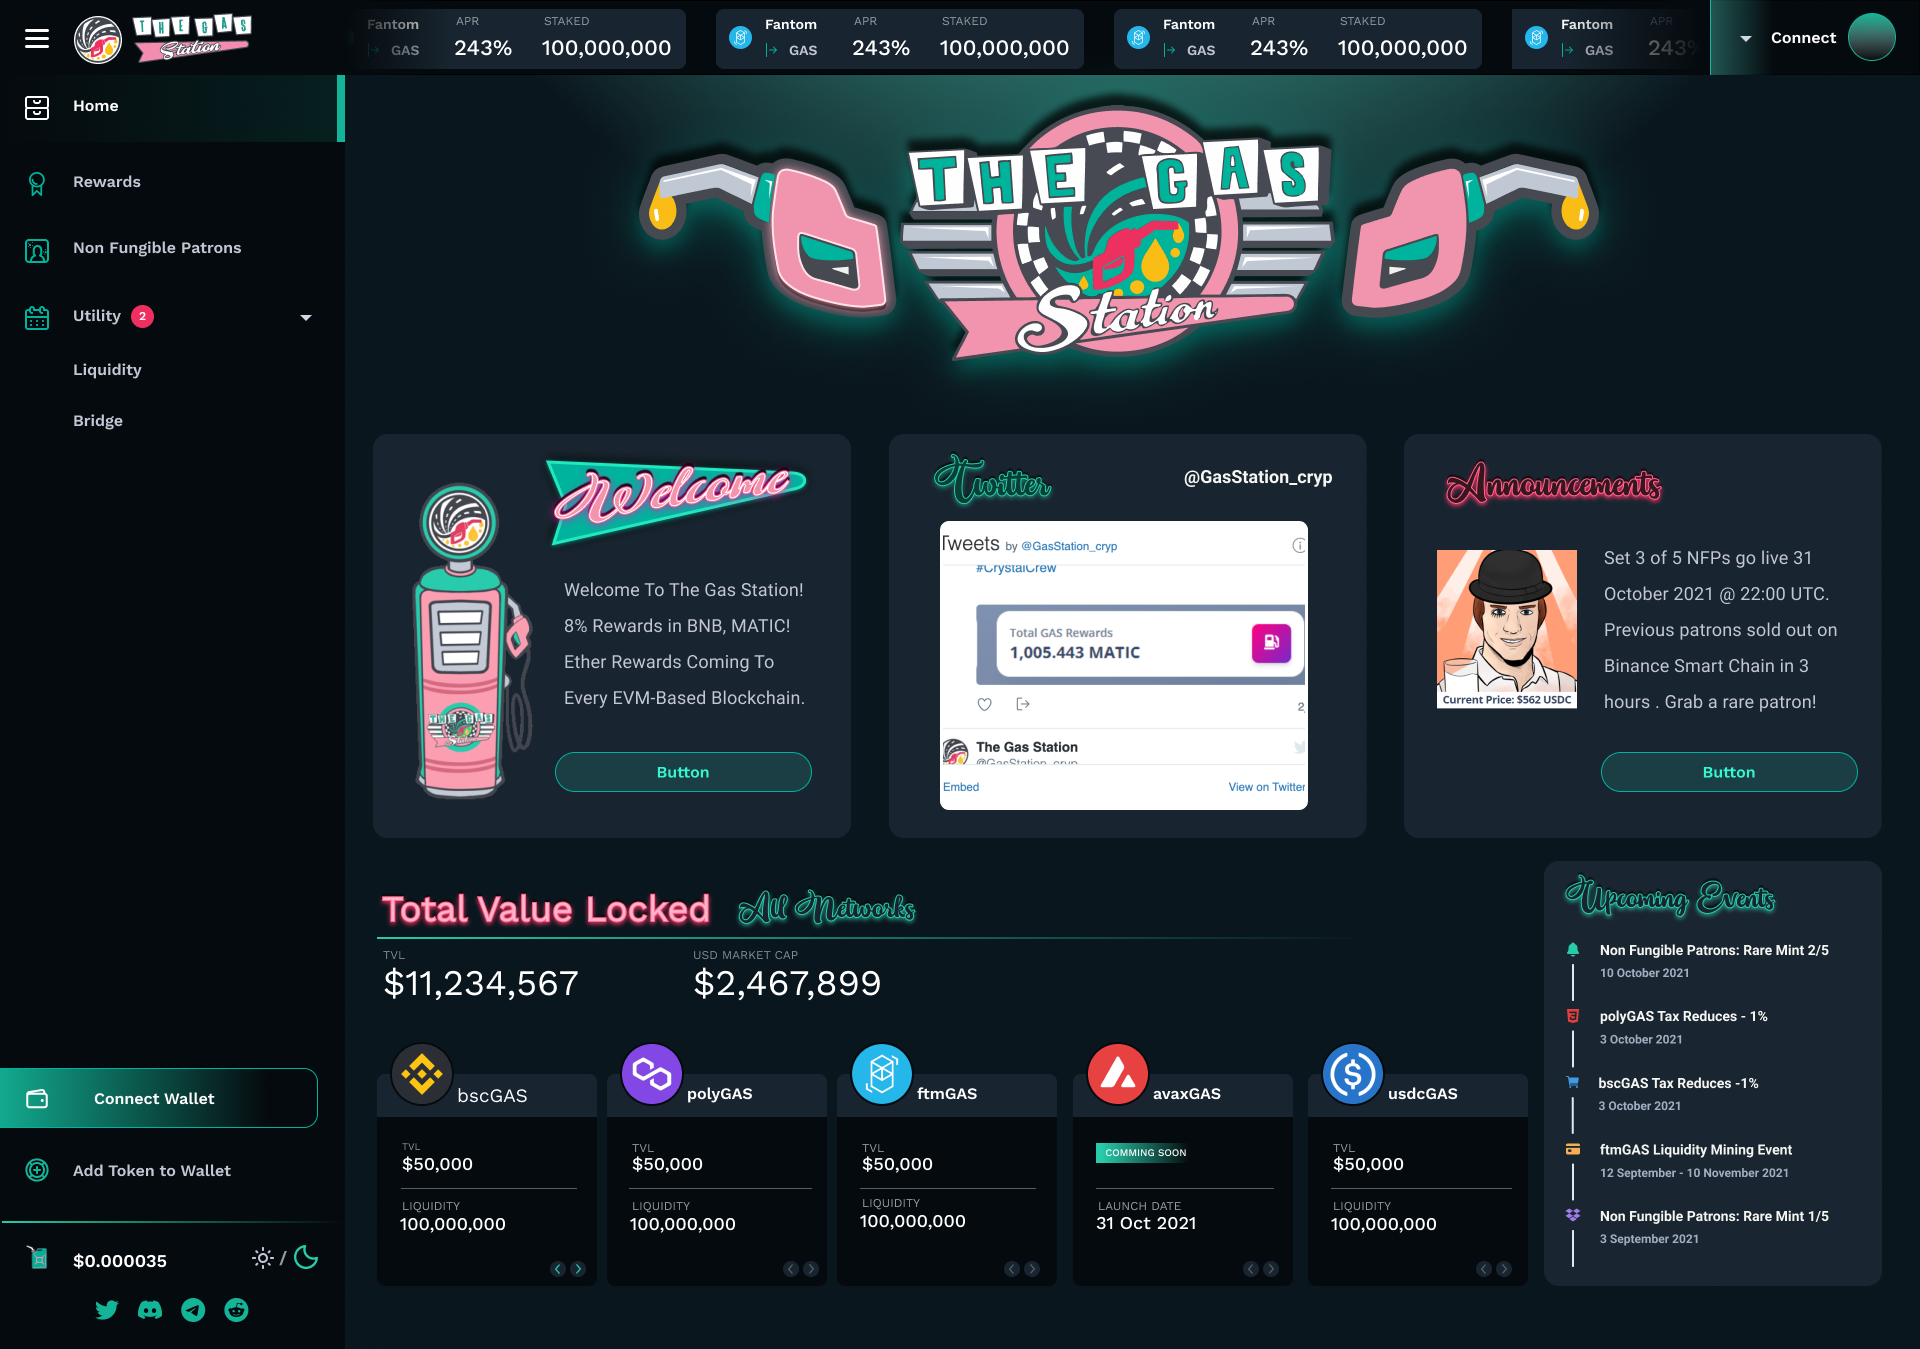 THE GAS
Station
Fantom
GAS
APR
243%
STAKED
100,000,000
Fantom
GAS
APR
243%
STAKED
100,000,000
Fantom
GAS
APR
243%
STAKED
100,000,000
Fantom
GAS
APR
243%
Connect
Home
Rewards
Non Fungible Patrons
Utility 2
Liquidity
Bridge
THE GAS
Station
Welcome
Welcome To The Gas Station!
8% Rewards in BNB, MATIC!
Ether Rewards Coming To
Every EVM-Based Blockchain.
Button
THE GAS
Station
Twitter
@GasStation_cryp
Tweets by @GasStation_cryp
#CrystalCrew
Total GAS Rewards
1,005.443 MATIC
2,
The Gas Station
@GasStation_cryp
Embed
View on Twitter
Announcements
Set 3 of 5 NFPs go live 31
October 2021 @ 22:00 UTC.
Previous patrons sold out on
Binance Smart Chain in 3
hours . Grab a rare patron!
Current Price: $562 USDC
Button
Total Value Locked All Networks
TVL
$11,234,567
USD MARKET CAP
$2,467,899
bscGAS
TVL
$50,000
LIQUIDITY
100,000,000
polyGAS
TVL
$50,000
LIQUIDITY
100,000,000
ftmGAS
TVL
$50,000
LIQUIDITY
100,000,000
avaxGAS
COMMING SOON
LAUNCH DATE
31 Oct 2021
usdcGAS
TVL
$50,000
LIQUIDITY
100,000,000
Upcoming Events
Non Fungible Patrons: Rare Mint 2/5
10 October 2021
polyGAS Tax Reduces - 1%
3 October 2021
bscGAS Tax Reduces -1%
3 October 2021
ftmGAS Liquidity Mining Event
12 September - 10 November 2021
Non Fungible Patrons: Rare Mint 1/5
3 September 2021
Connect Wallet
Add Token to Wallet
$0.000035
/